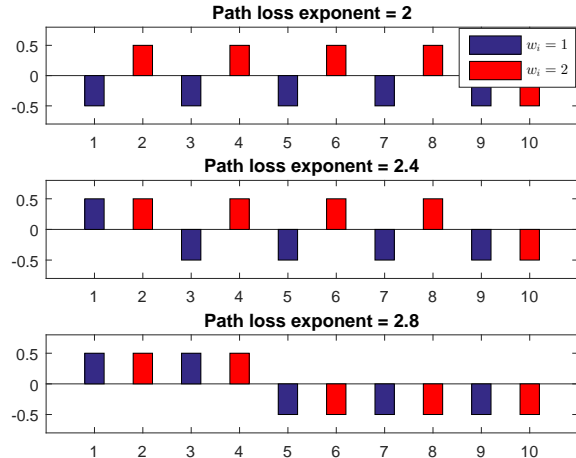 Path loss exponent = 2
w_i = 1
w_i = 2
0.5
0
-0.5
1 2 3 4 5 6 7 8 9 10
Path loss exponent = 2.4
0.5
0
-0.5
1 2 3 4 5 6 7 8 9 10
Path loss exponent = 2.8
0.5
0
-0.5
1 2 3 4 5 6 7 8 9 10